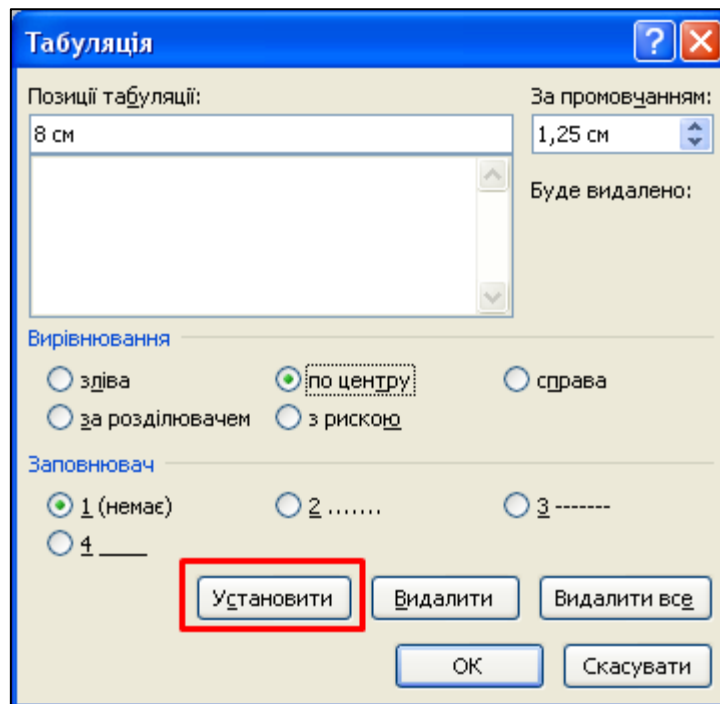 Табуляція
Позиції табуляції:
За промовчанням:
8 см
1,25 см
Буде видалено:
Вирівнювання
зліва
по центру
справа
за розділювачем
з рискою
Заповнювач
1 (немає)
2 .......
3 -------
4 ____
Установити
Видалити
Видалити все
ОК
Скасувати